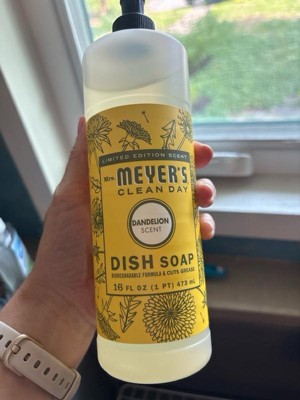 LIMITED EDITION SCENT
Mrs. MEYER'S
CLEAN DAY
DANDELION
SCENT
DISH SOAP
BIODEGRADABLE FORMULA & CUTS GREASE
16 FL OZ (1 PT) 473 mL